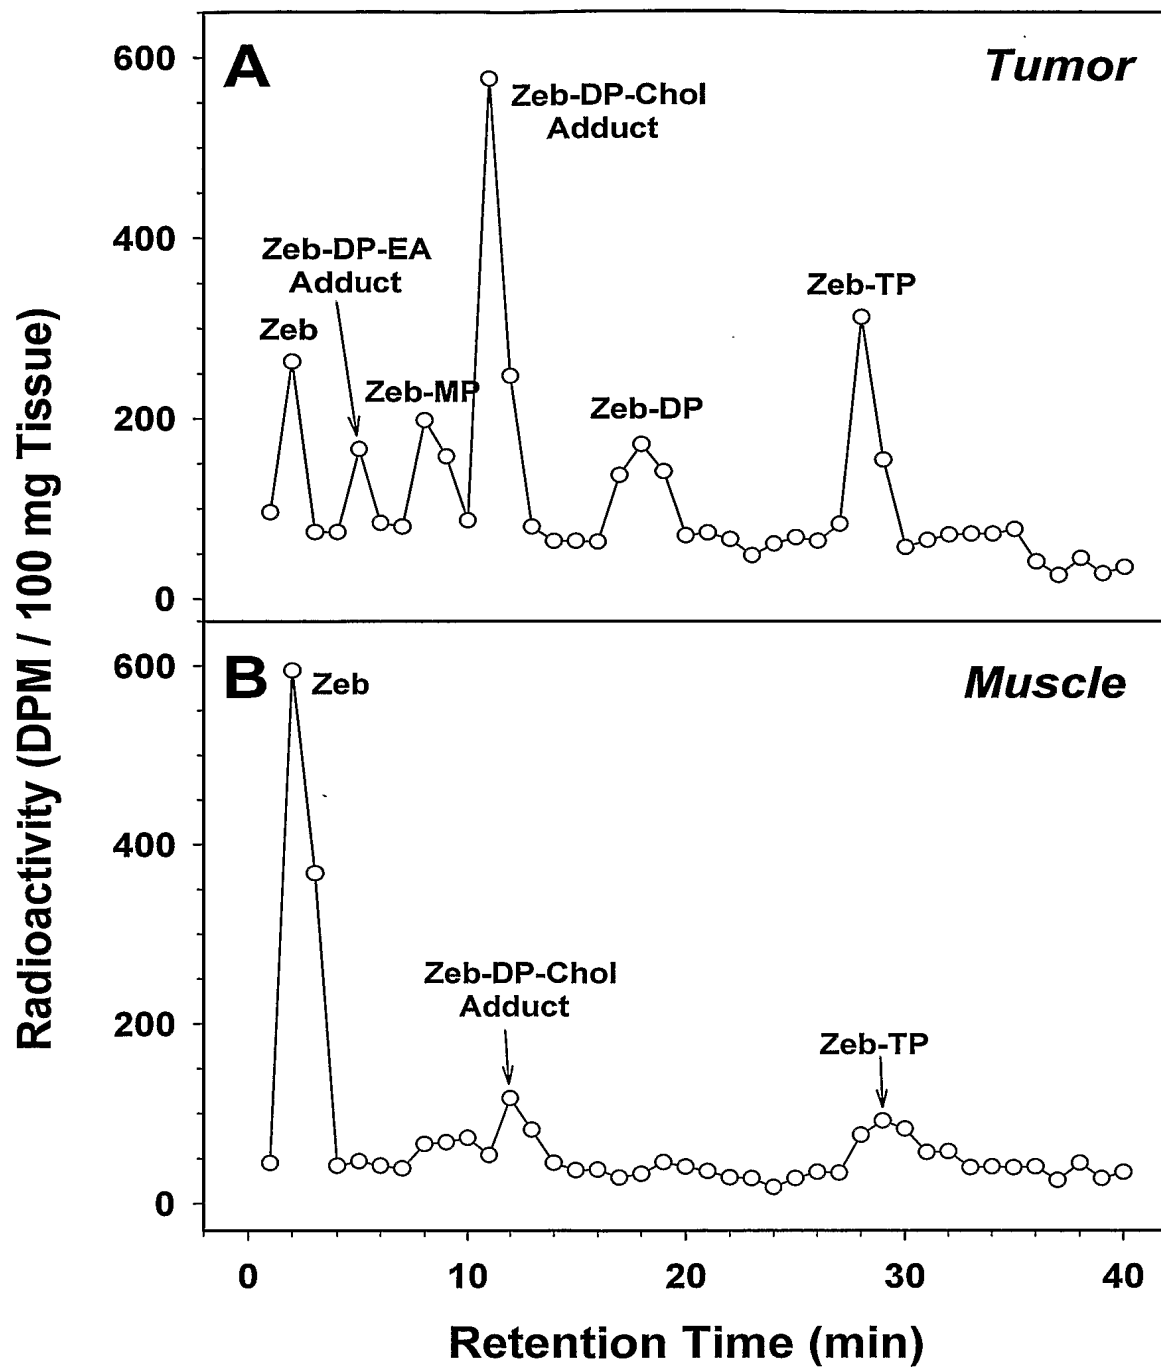 A
Tumor
600
400
200
0
Zeb-DP-Chol
Adduct
Zeb-DP-EA
Adduct
Zeb
Zeb-MP
Zeb-DP
Zeb-TP
B
Muscle
600
400
200
0
Zeb
Zeb-DP-Chol
Adduct
Zeb-TP
0 10 20 30 40
Retention Time (min)
Radioactivity (DPM / 100 mg Tissue)